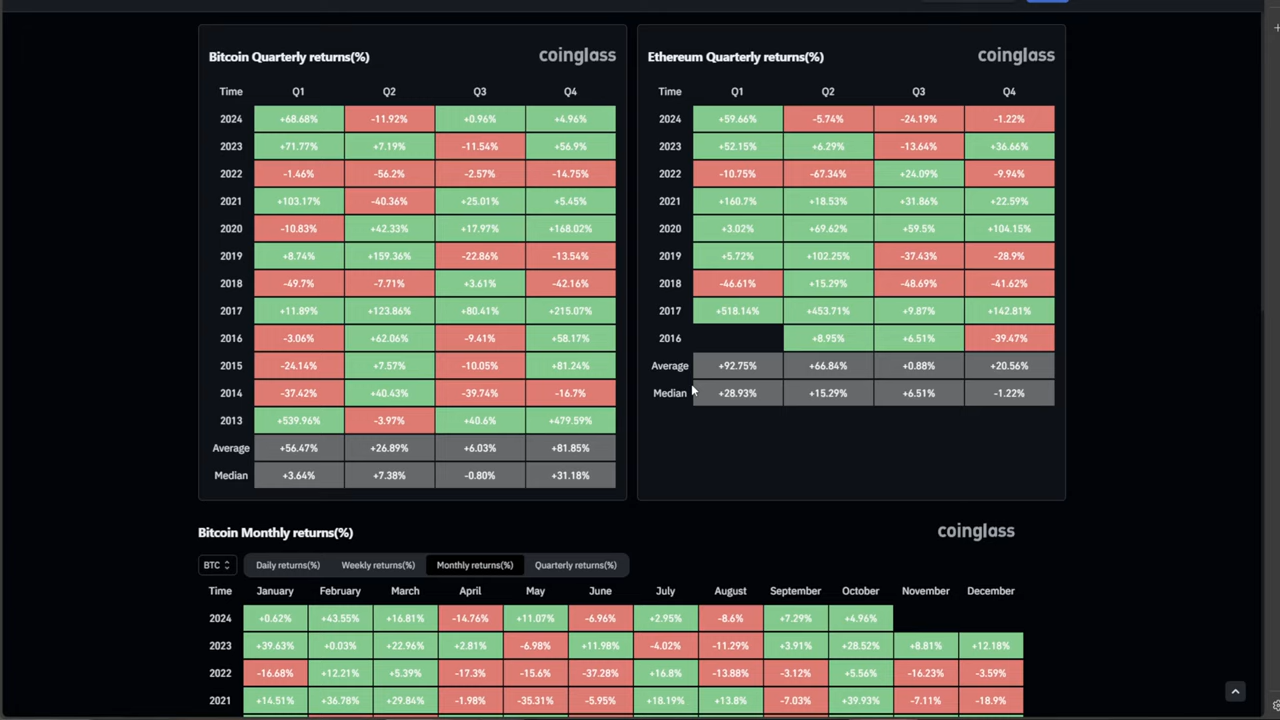 Bitcoin Quarterly returns(%) coinglass
Time Q1 Q2 Q3 Q4
2024 +68.68% -11.92% +0.96% +4.96%
2023 +71.77% +7.19% -11.54% +56.9%
2022 -1.46% -56.2% -2.57% -14.75%
2021 +103.17% -40.36% +25.01% +5.45%
2020 -10.83% +42.33% +17.97% +168.02%
2019 +8.74% +159.36% -22.86% -13.54%
2018 -49.7% -7.71% +3.61% -42.16%
2017 +11.89% +123.86% +80.41% +215.07%
2016 -3.06% +62.06% -9.41% +58.17%
2015 -24.14% +7.57% -10.05% +81.24%
2014 -37.42% +40.43% -39.74% -16.7%
2013 +539.96% -3.97% +40.6% +479.59%
Average +56.47% +26.89% +6.03% +81.85%
Median +3.64% +7.38% -0.80% +31.18%
Ethereum Quarterly returns(%) coinglass
Time Q1 Q2 Q3 Q4
2024 +59.66% -5.74% -24.19% -1.22%
2023 +52.15% +6.29% -13.64% +36.66%
2022 -10.75% -67.34% +24.09% -9.94%
2021 +160.7% +18.53% +31.86% +22.59%
2020 +3.02% +69.62% +59.5% +104.15%
2019 +5.72% +102.25% -37.43% -28.9%
2018 -46.61% +15.29% -48.69% -41.62%
2017 +518.14% +453.71% +9.87% +142.81%
2016 +8.95% +6.51% -39.47%
Average +92.75% +66.84% +0.88% +20.56%
Median +28.93% +15.29% +6.51% -1.22%
Bitcoin Monthly returns(%) coinglass
BTC Daily returns(%) Weekly returns(%) Monthly returns(%) Quarterly returns(%)
Time January February March April May June July August September October November December
2024 +0.62% +43.55% +16.81% -14.76% +11.07% -6.96% +2.95% -8.6% +7.29% +4.96%
2023 +39.63% +0.03% +22.96% +2.81% -6.98% +11.98% -4.02% -11.29% +3.91% +28.52% +8.81% +12.18%
2022 -16.68% +12.21% +5.39% -17.3% -15.6% -37.28% +16.8% -13.88% -3.12% +5.56% -16.23% -3.59%
2021 +14.51% +36.78% +29.84% -1.98% -35.31% -5.95% +18.19% +13.8% -7.03% +39.93% -7.11% -18.9%